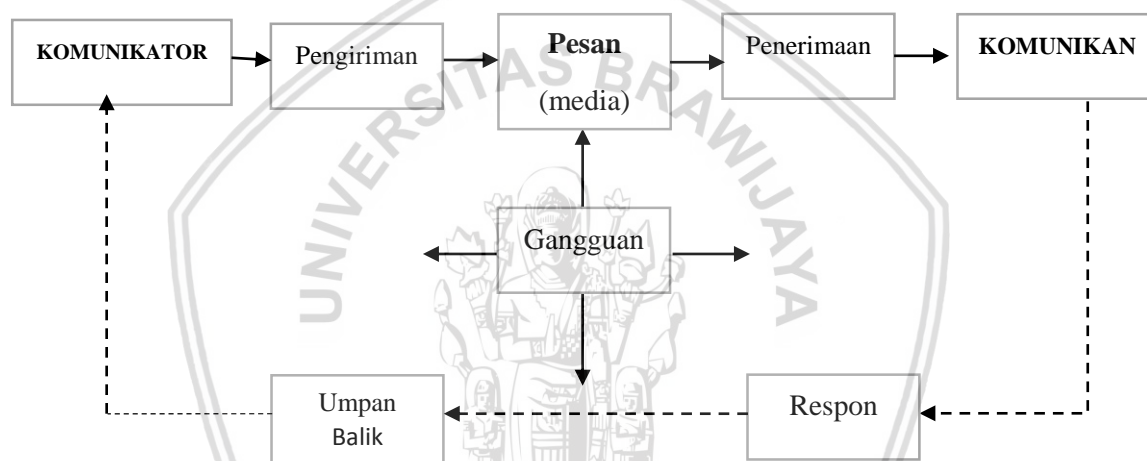 KOMUNIKATOR
Pengiriman
Pesan
(media)
Penerimaan
KOMUNIKAN
UNIVERSITAS BRAWIJAYA
Gangguan
Umpan
Balik
Respon